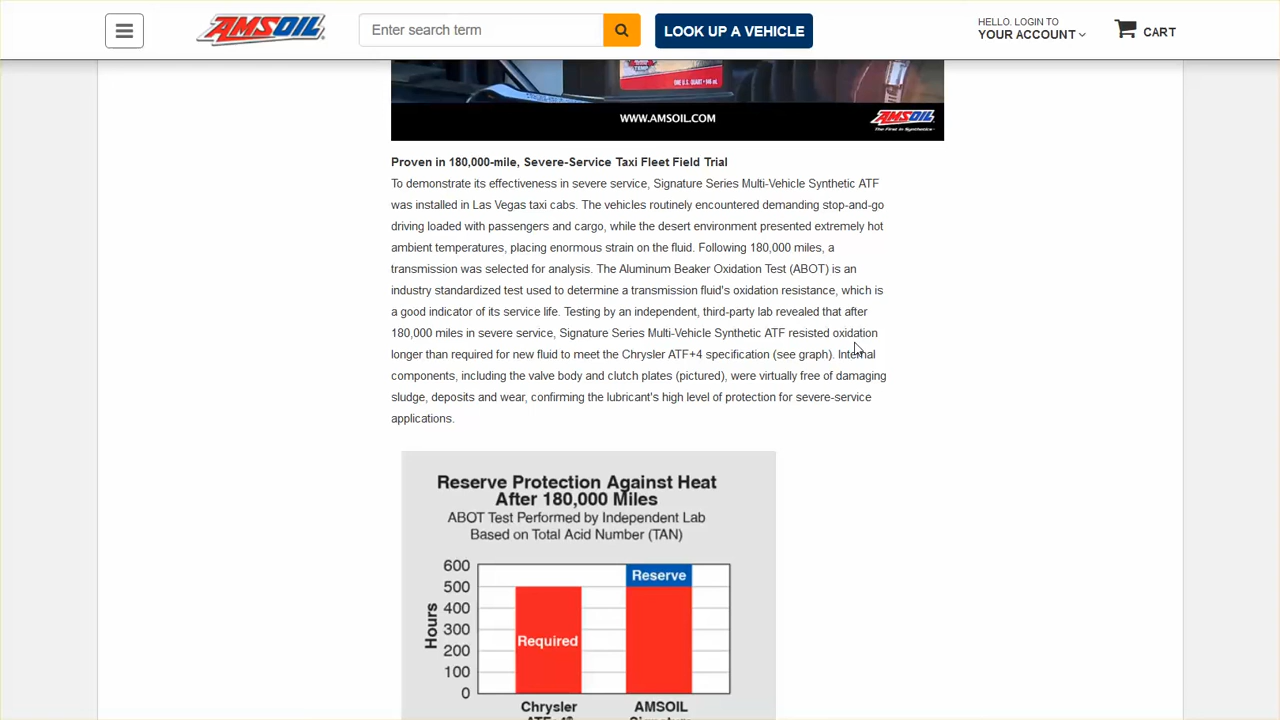 AMSOIL
Enter search term
LOOK UP A VEHICLE
HELLO. LOGIN TO
YOUR ACCOUNT
CART
ONE U.S. QUART • 946 mL
WWW.AMSOIL.COM
AMSOIL
The First in Synthetics
Proven in 180,000-mile, Severe-Service Taxi Fleet Field Trial
To demonstrate its effectiveness in severe service, Signature Series Multi-Vehicle Synthetic ATF
was installed in Las Vegas taxi cabs. The vehicles routinely encountered demanding stop-and-go
driving loaded with passengers and cargo, while the desert environment presented extremely hot
ambient temperatures, placing enormous strain on the fluid. Following 180,000 miles, a
transmission was selected for analysis. The Aluminum Beaker Oxidation Test (ABOT) is an
industry standardized test used to determine a transmission fluid's oxidation resistance, which is
a good indicator of its service life. Testing by an independent, third-party lab revealed that after
180,000 miles in severe service, Signature Series Multi-Vehicle Synthetic ATF resisted oxidation
longer than required for new fluid to meet the Chrysler ATF+4 specification (see graph). Internal
components, including the valve body and clutch plates (pictured), were virtually free of damaging
sludge, deposits and wear, confirming the lubricant's high level of protection for severe-service
applications.
Reserve Protection Against Heat
After 180,000 Miles
ABOT Test Performed by Independent Lab
Based on Total Acid Number (TAN)
Hours
600
500
400
300
200
100
0
Required
Reserve
Chrysler
ATF+4®
AMSOIL
Signature